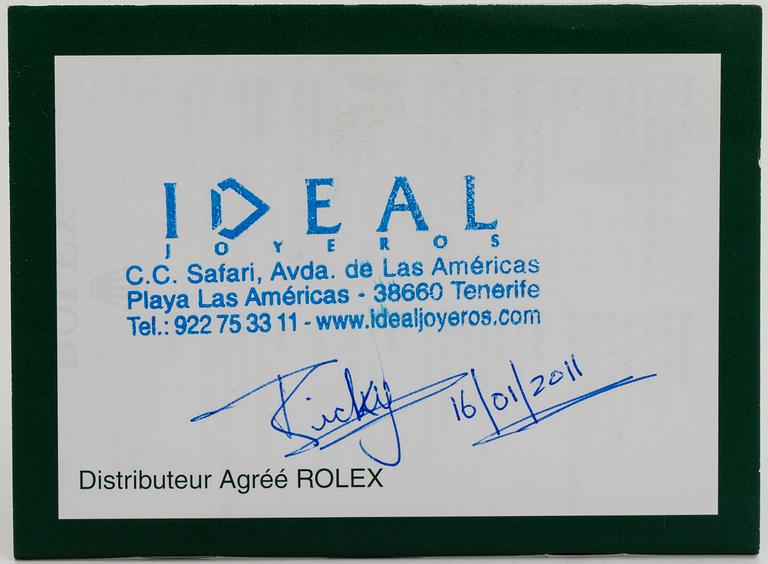 IDEAL
JOYEROS
C.C. Safari, Avda. de Las Américas
Playa Las Américas - 38660 Tenerife
Tel.: 922 75 33 11 - www.idealjoyeros.com
Ricky 16/01/2011
Distributeur Agréé ROLEX